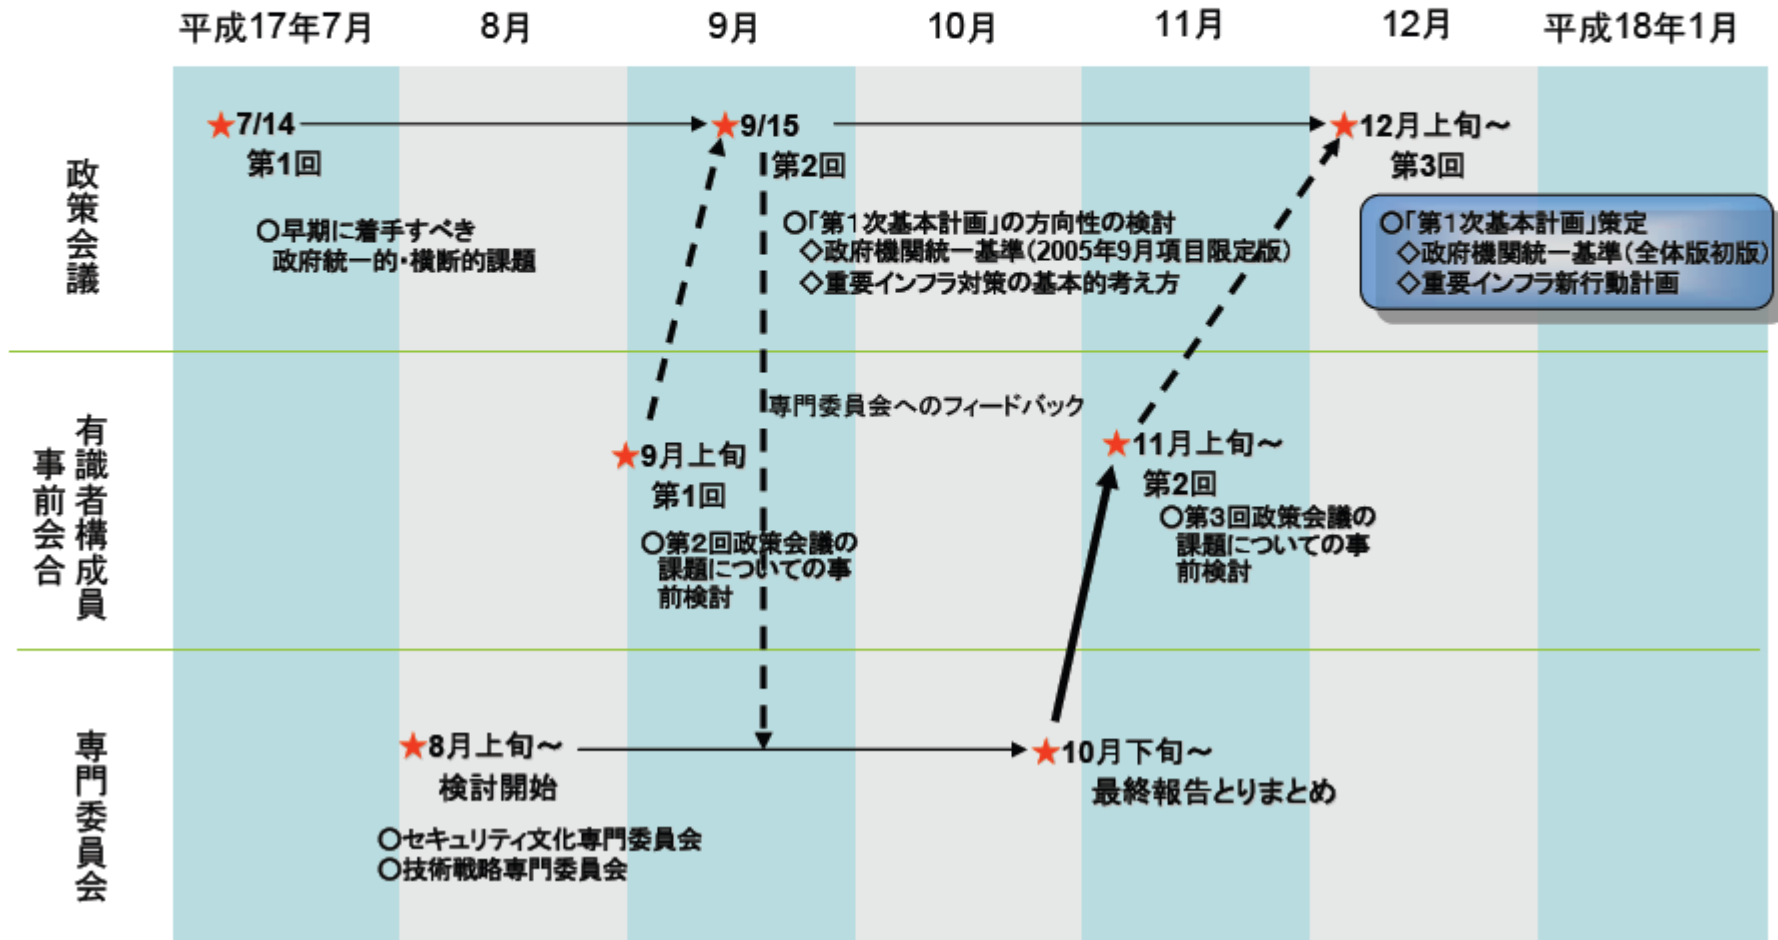 平成17年7月
8月
9月
10月
11月
12月
平成18年1月
政策会議
★7/14
第1回
○早期に着手すべき
政府統一的・横断的課題
★9/15
第2回
○「第1次基本計画」の方向性の検討
◇政府機関統一基準(2005年9月項目限定版)
◇重要インフラ対策の基本的考え方
★12月上旬～
第3回
○「第1次基本計画」策定
◇政府機関統一基準(全体版初版)
◇重要インフラ新行動計画
有識者構成員
事前会合
専門委員会へのフィードバック
★9月上旬
第1回
○第2回政策会議の
課題についての事
前検討
★11月上旬～
第2回
○第3回政策会議の
課題についての事
前検討
専門委員会
★8月上旬～
検討開始
○セキュリティ文化専門委員会
○技術戦略専門委員会
★10月下旬～
最終報告とりまとめ